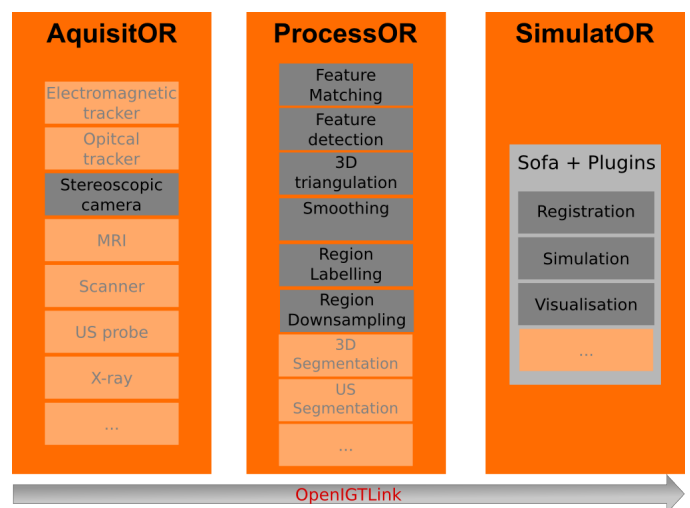 AquisitOR
Electromagnetic
tracker
Opitcal
tracker
Stereoscopic
camera
MRI
Scanner
US probe
X-ray
...
ProcessOR
Feature
Matching
Feature
detection
3D
triangulation
Smoothing
Region
Labelling
Region
Downsampling
3D
Segmentation
US
Segmentation
...
SimulatOR
Sofa + Plugins
Registration
Simulation
Visualisation
...
OpenIGTLink